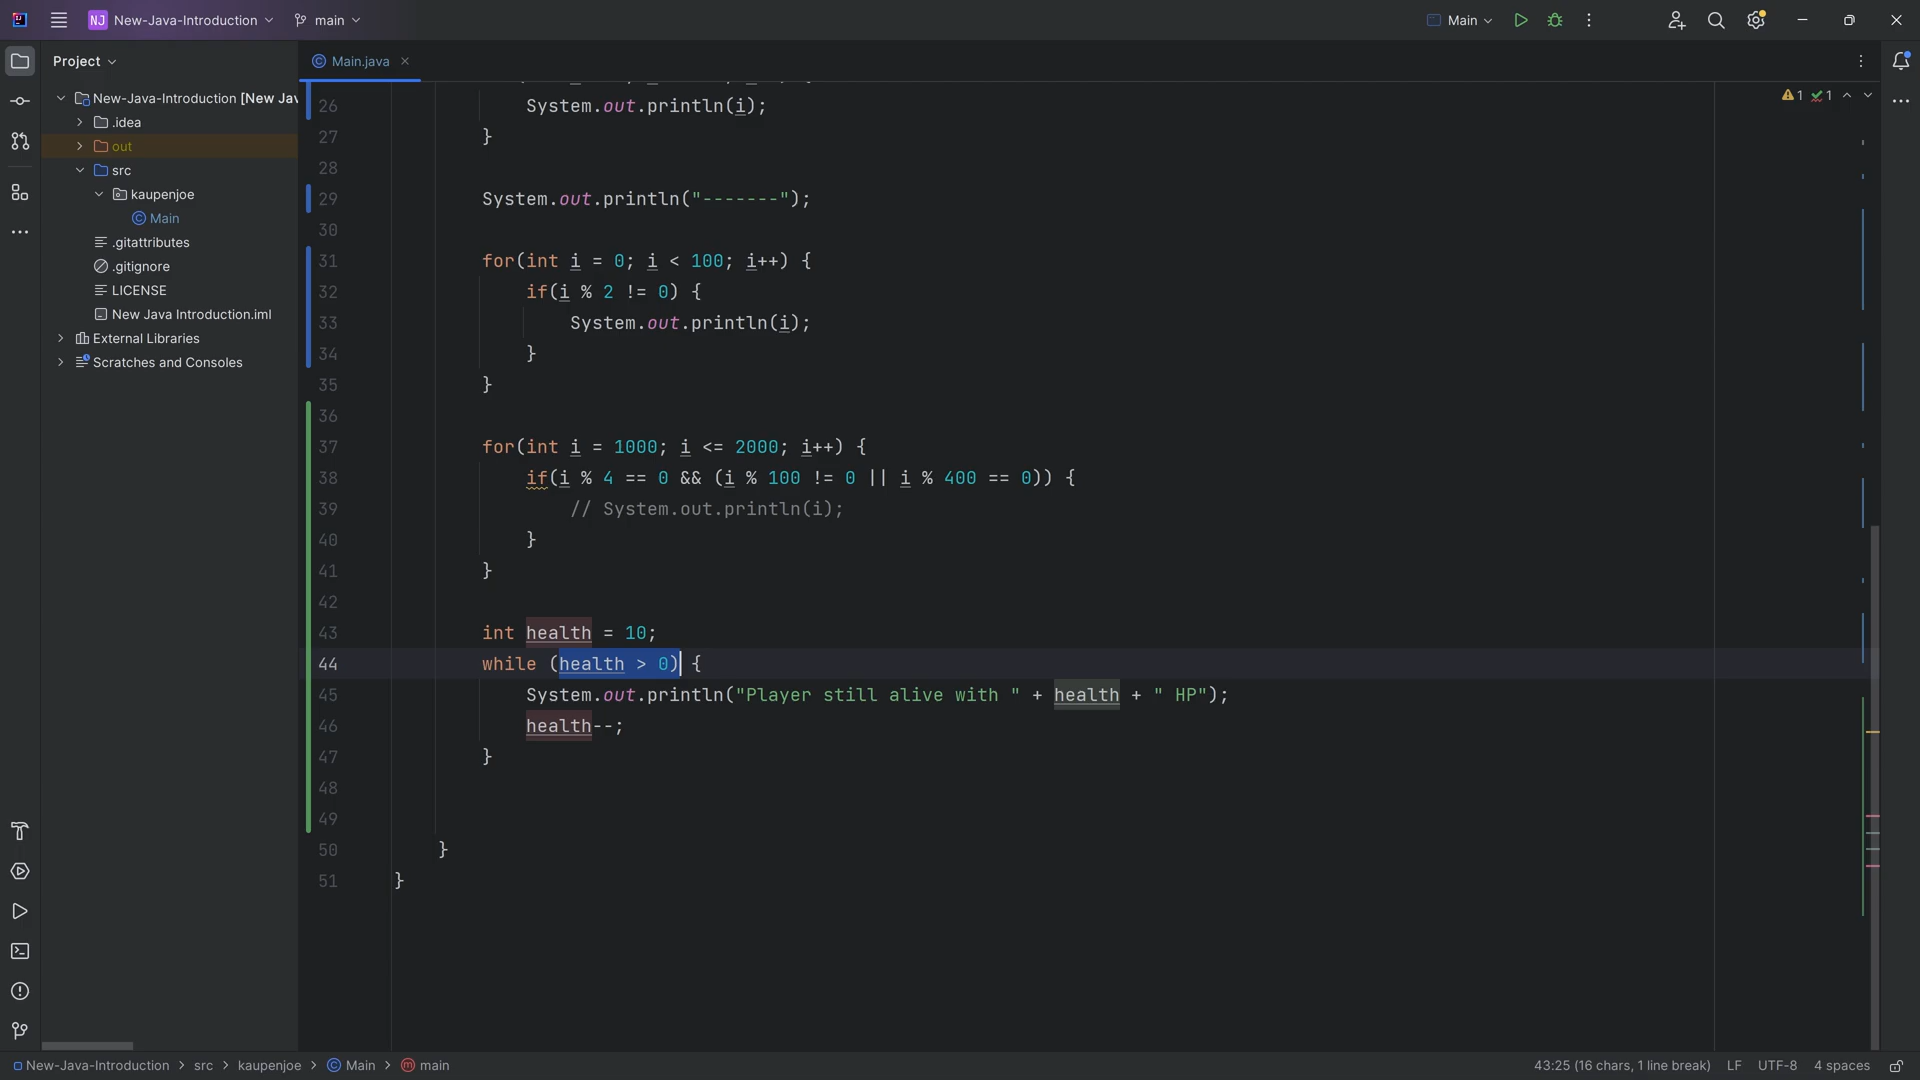 NJ New-Java-Introduction main Main
Project
Main.java
New-Java-Introduction [New Jav
.idea
out
src
kaupenjoe
Main
.gitattributes
.gitignore
LICENSE
New Java Introduction.iml
External Libraries
Scratches and Consoles
1 1
26 System.out.println(i);
27 }
28
29 System.out.println("-------");
30
31 for(int i = 0; i < 100; i++) {
32 if(i % 2 != 0) {
33 System.out.println(i);
34 }
35 }
36
37 for(int i = 1000; i <= 2000; i++) {
38 if(i % 4 == 0 && (i % 100 != 0 || i % 400 == 0)) {
39 // System.out.println(i);
40 }
41 }
42
43 int health = 10;
44 while (health > 0) {
45 System.out.println("Player still alive with " + health + " HP");
46 health--;
47 }
48
49
50 }
51 }
New-Java-Introduction > src > kaupenjoe > Main > main 43:25 (16 chars, 1 line break) LF UTF-8 4 spaces